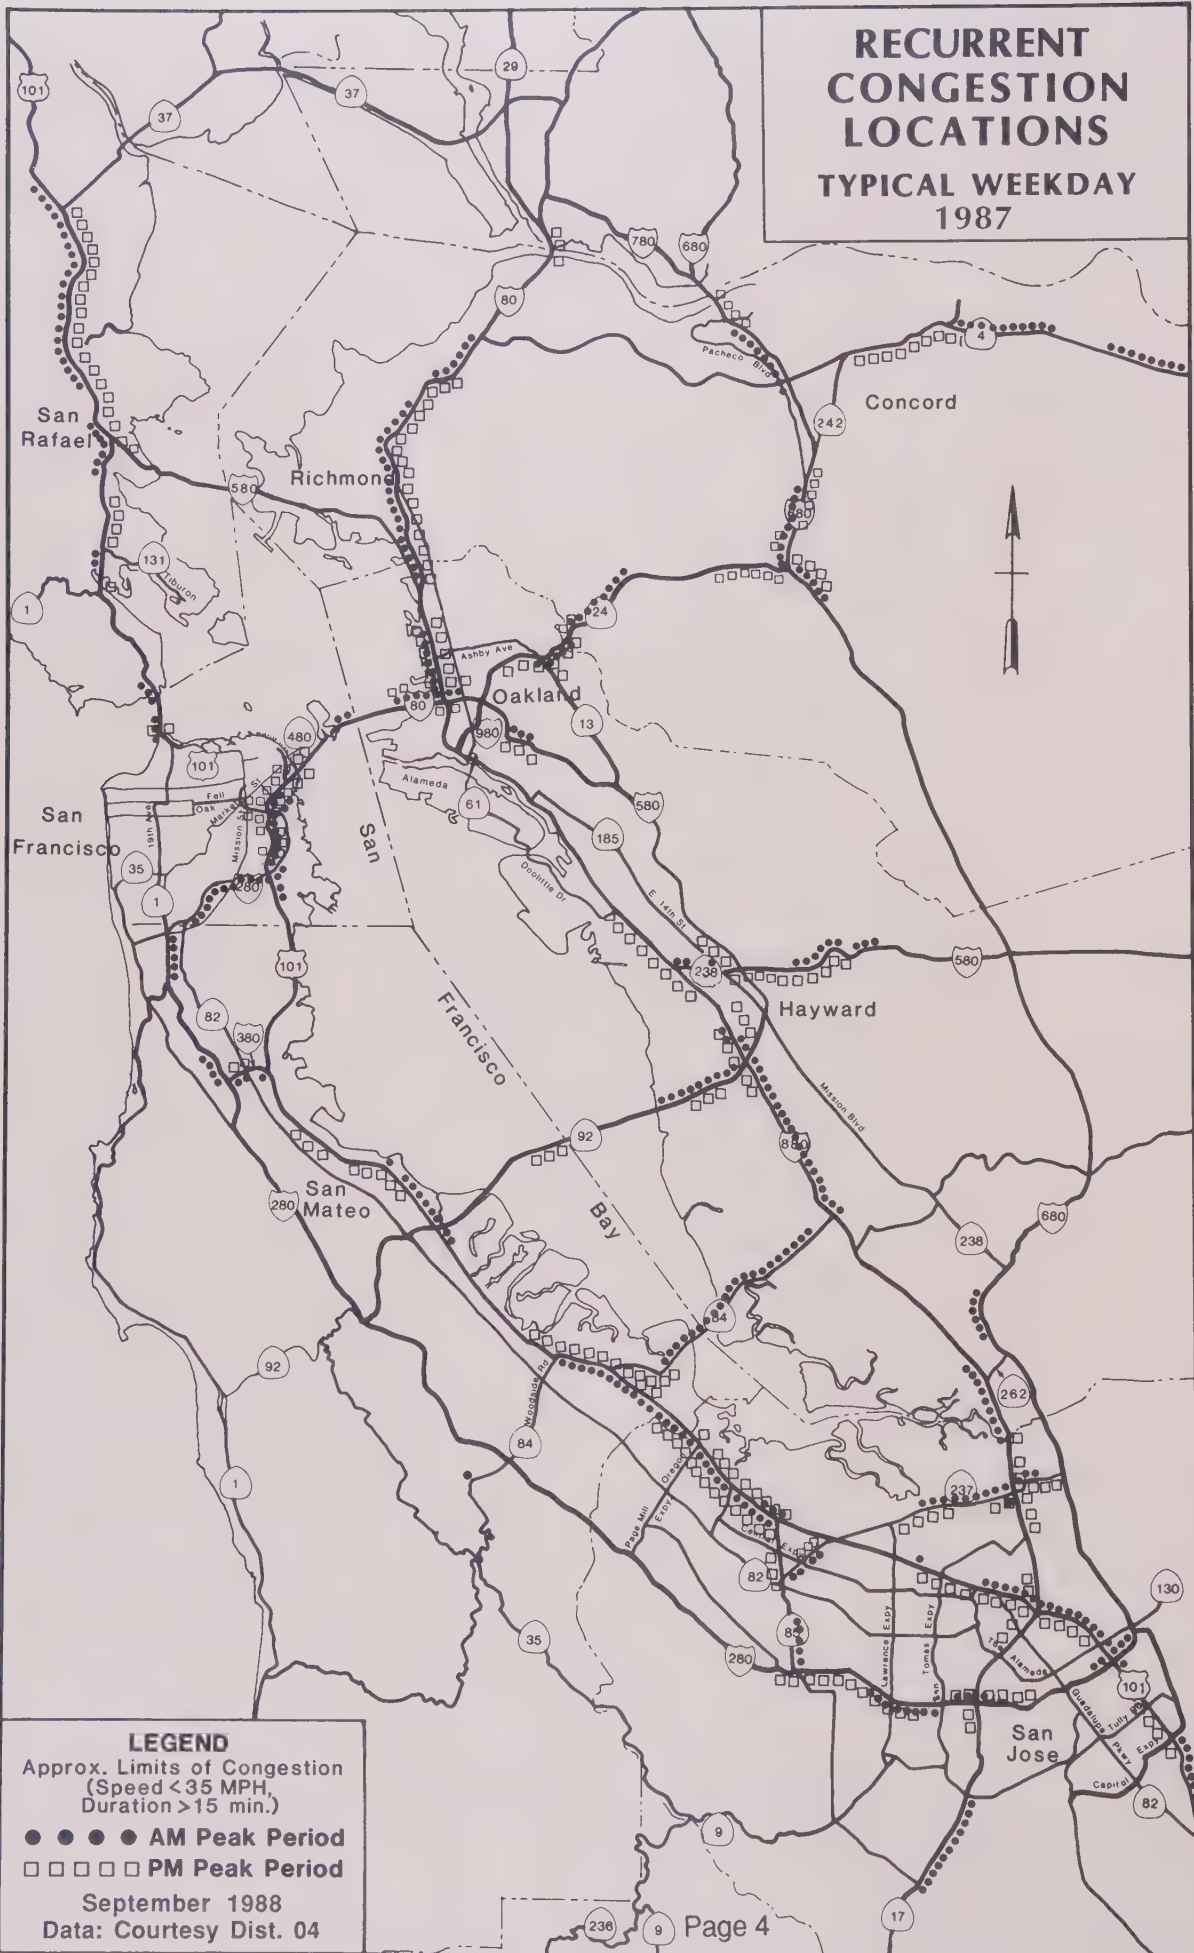 RECURRENT
CONGESTION
LOCATIONS
TYPICAL WEEKDAY
1987
101
37
37
29
780
680
80
4
Pacheco Blvd
Concord
242
San
Rafael
Richmond
580
680
131
Tiburon
1
24
Ashby Ave
Oakland
80
13
980
480
101
Alameda
61
580
Fell
Oak
Market St
Mission St
19th Ave
San
Francisco
35
1
280
185
Doolittle Dr
E 14th St
San
Francisco
Bay
238
580
101
Hayward
82
380
Mission Blvd
92
880
San
Mateo
280
680
238
84
92
Woodside Rd
262
84
1
Oregon
Page Mill Expy
237
Central Expy
82
130
85
35
280
Lawrence Expy
San Tomas Expy
The Alameda
101
Guadalupe Pkwy
Tully Rd
San
Jose
Capitol Expy
82
9
17
236
9
Page 4
LEGEND
Approx. Limits of Congestion
(Speed <35 MPH,
Duration >15 min.)
AM Peak Period
PM Peak Period
September 1988
Data: Courtesy Dist. 04